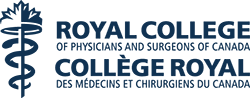 ROYAL COLLEGE
OF PHYSICIANS AND SURGEONS OF CANADA
COLLÈGE ROYAL
DES MÉDECINS ET CHIRURGIENS DU CANADA